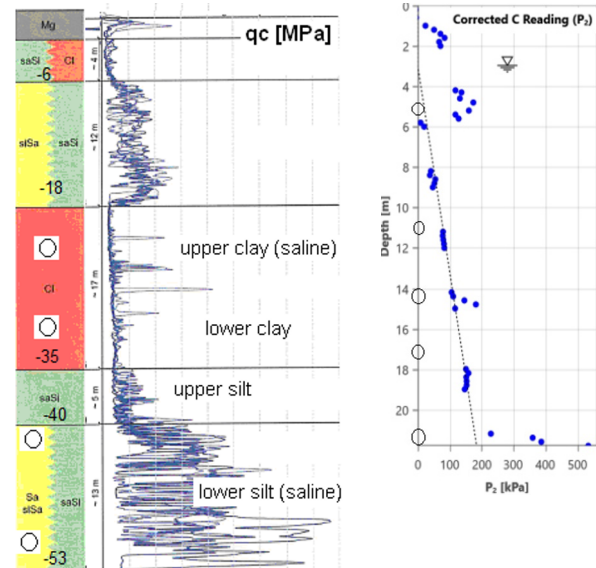 Mg
qc [MPa]
saSi
Cl
-6
~ 4 m
siSa
saSi
-18
~ 12 m
upper clay (saline)
Cl
~ 17 m
lower clay
-35
upper silt
saSi
-40
~ 5 m
lower silt (saline)
Sa
siSa
saSi
~ 13 m
-53
Corrected C Reading (P₂)
0
2
4
6
8
10
12
14
16
18
20
Depth [m]
0 100 200 300 400 500
P₂ [kPa]